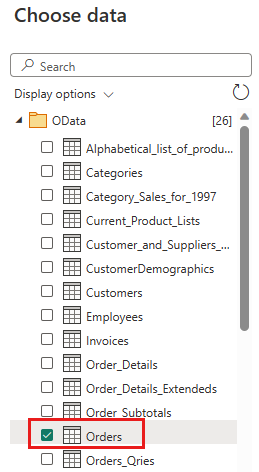 Choose data
Search
Display options
OData [26]
Alphabetical_list_of_produ...
Categories
Category_Sales_for_1997
Current_Product_Lists
Customer_and_Suppliers_...
CustomerDemographics
Customers
Employees
Invoices
Order_Details
Order_Details_Extendeds
Order_Subtotals
Orders
Orders_Qries